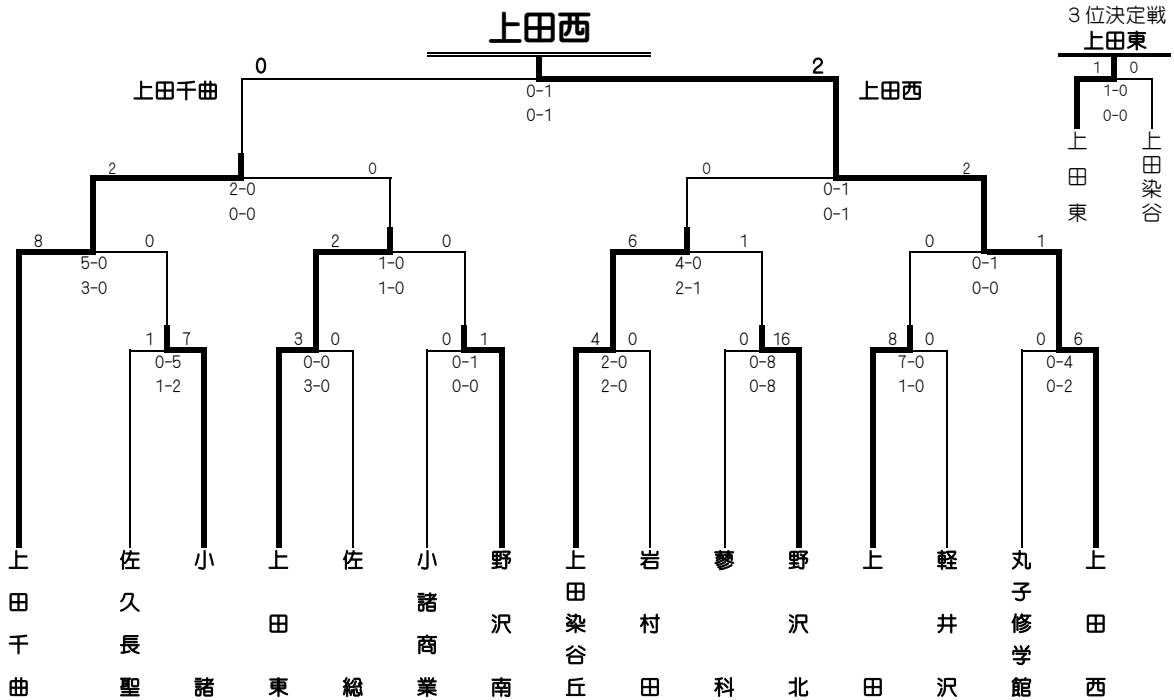 上田西
3位決定戦
上田東
1 0
1-0
0-0
上田東
上田染谷
0 2
上田千曲
上田西
0-1
0-1
2 0
2-0
0-0
0 2
0-1
0-1
8 0
5-0
3-0
2 0
1-0
1-0
6 1
4-0
2-1
0 1
0-1
0-0
1 7
0-5
1-2
3 0
0-0
3-0
0 1
0-1
0-0
4 0
2-0
2-0
0 16
0-8
0-8
8 0
7-0
1-0
0 6
0-4
0-2
上田千曲
佐久長聖
小諸
上田東
佐総
小諸商業
野沢南
上田染谷丘
岩村田
蓼科
野沢北
上田
軽井沢
丸子修学館
上田西